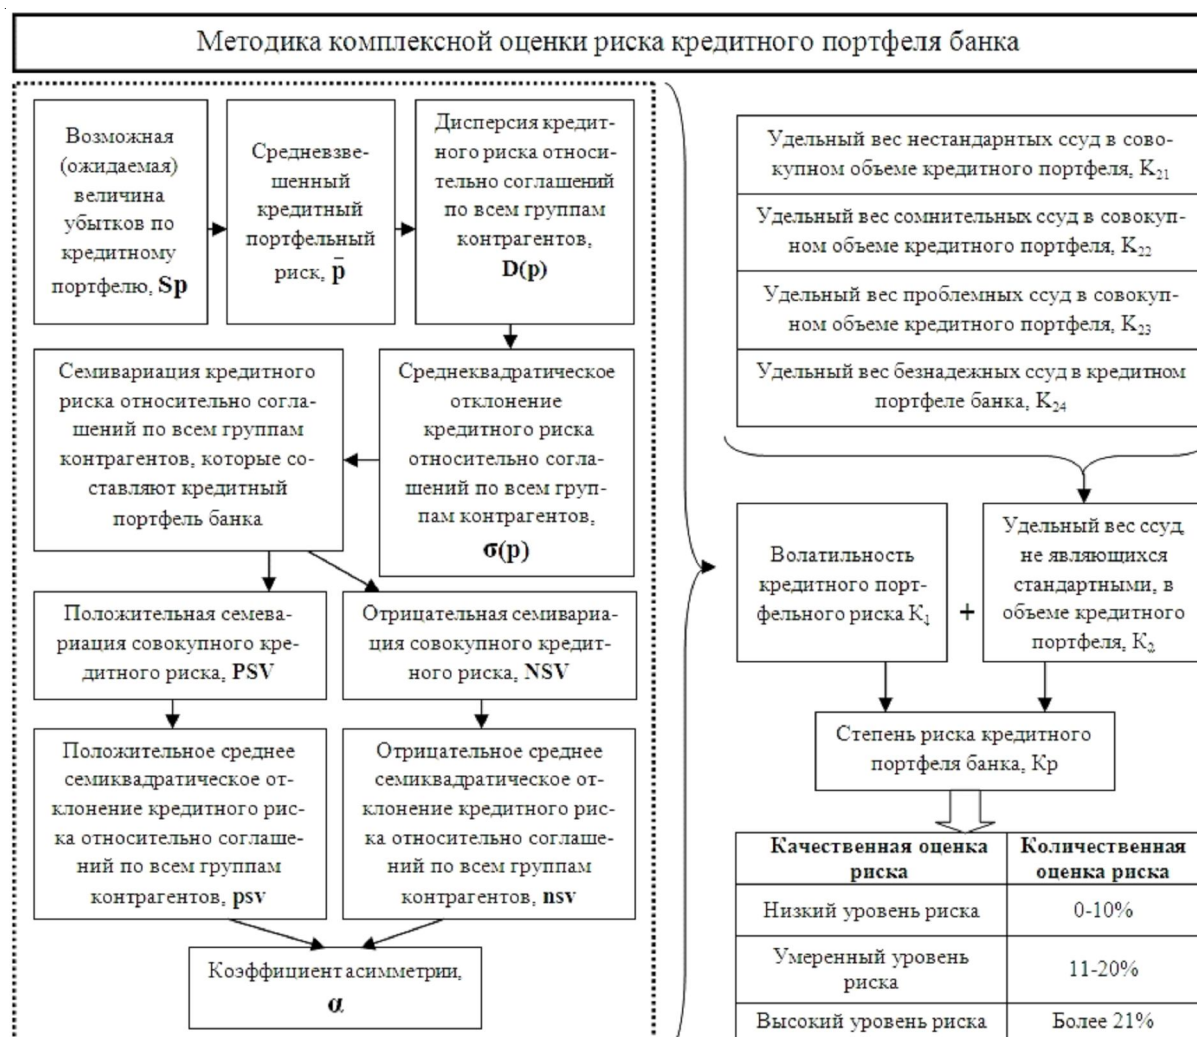 Методика комплексной оценки риска кредитного портфеля банка
Возможная
(ожидаемая)
величина
убытков по
кредитному
портфелю, Sp
Средневзве-
шенный
кредитный
портфельный
риск, p̄
Дисперсия кредит-
ного риска относи-
тельно соглашений
по всем группам
контрагентов,
D(p)
Семивариация кредитного
риска относительно согла-
шений по всем группам
контрагентов, которые со-
ставляют кредитный
портфель банка
Среднеквадратическое
отклонение
кредитного риска
относительно согла-
шений по всем груп-
пам контрагентов,
σ(p)
Положительная семева-
риация совокупного кре-
дитного риска, PSV
Отрицательная семивариа-
ция совокупного кредит-
ного риска, NSV
Положительное среднее
семиквадратическое от-
клонение кредитного рис-
ка относительно соглаше-
ний по всем группам
контрагентов, psv
Отрицательное среднее
семиквадратическое от-
клонение кредитного рис-
ка относительно соглаше-
ний по всем группам
контрагентов, nsv
Коэффициент асимметрии,
α
Удельный вес нестандарнтых ссуд в сово-
купном объеме кредитного портфеля, K21
Удельный вес сомнительных ссуд в совокуп-
ном объеме кредитного портфеля, K22
Удельный вес проблемных ссуд в совокуп-
ном объеме кредитного портфеля, K23
Удельный вес безнадежных ссуд в кредитном
портфеле банка, K24
Волатильность
кредитного порт-
фельного риска K1
+
Удельный вес ссуд,
не являющихся
стандартными, в
объеме кредитного
портфеля, K2
Степень риска кредитного
портфеля банка, Кр
Качественная оценка
риска
Количественная
оценка риска
Низкий уровень риска
0-10%
Умеренный уровень
риска
11-20%
Высокий уровень риска
Более 21%